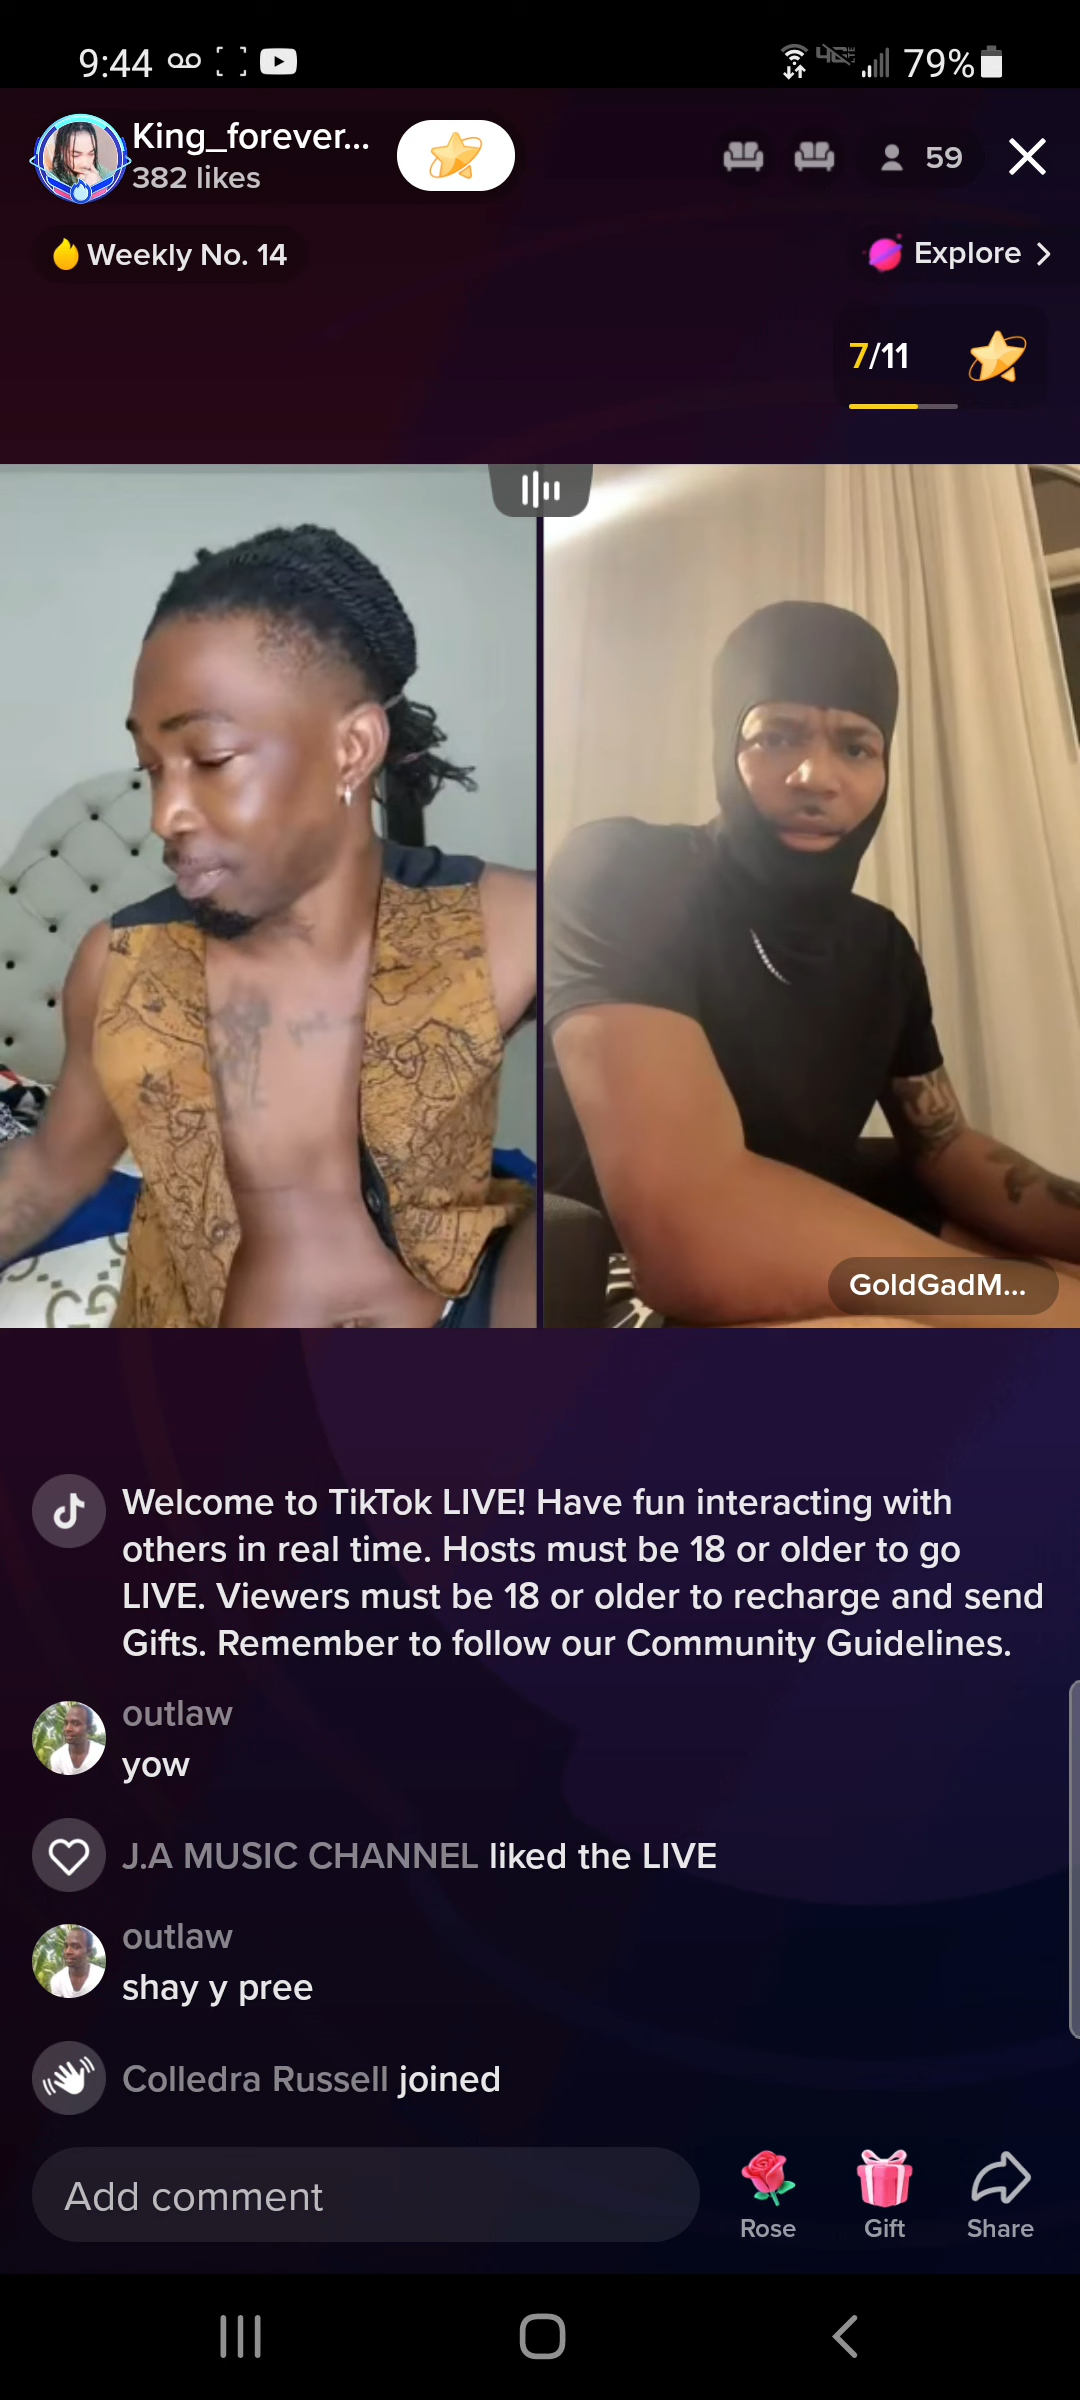 9:44
4G LTE
79%
King_forever...
382 likes
59
Weekly No. 14
Explore
7/11
GoldGadM...
Welcome to TikTok LIVE! Have fun interacting with
others in real time. Hosts must be 18 or older to go
LIVE. Viewers must be 18 or older to recharge and send
Gifts. Remember to follow our Community Guidelines.
outlaw
yow
J.A MUSIC CHANNEL liked the LIVE
outlaw
shay y pree
Colledra Russell joined
Add comment
Rose
Gift
Share